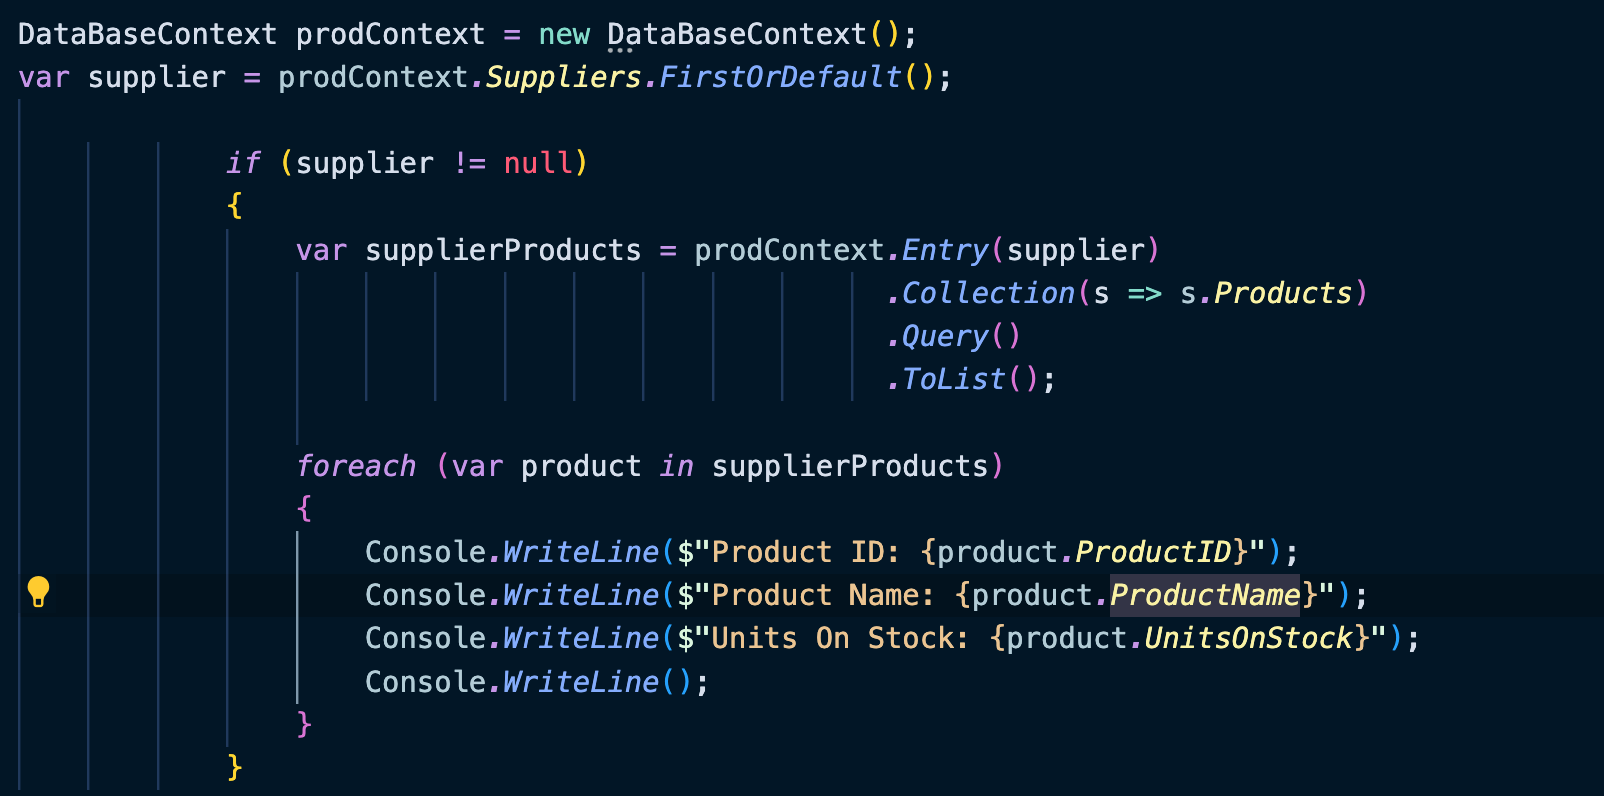 DataBaseContext prodContext = new DataBaseContext();
var supplier = prodContext.Suppliers.FirstOrDefault();
if (supplier != null)
{
var supplierProducts = prodContext.Entry(supplier)
.Collection(s => s.Products)
.Query()
.ToList();
foreach (var product in supplierProducts)
{
Console.WriteLine($"Product ID: {product.ProductID}");
Console.WriteLine($"Product Name: {product.ProductName}");
Console.WriteLine($"Units On Stock: {product.UnitsOnStock}");
Console.WriteLine();
}
}